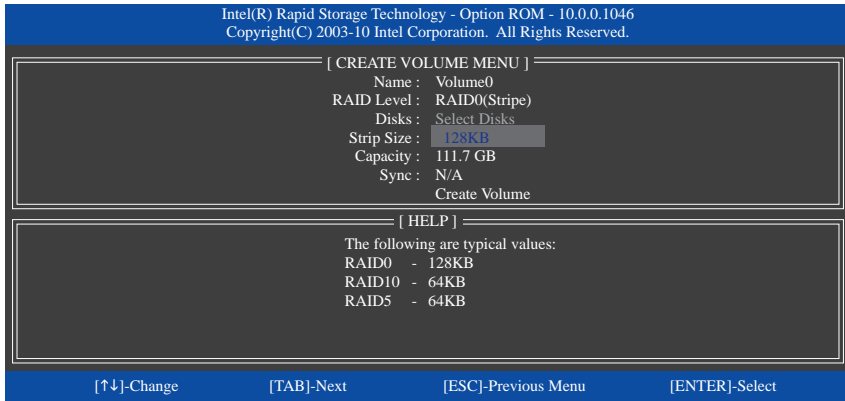 Intel(R) Rapid Storage Technology - Option ROM - 10.0.0.1046
Copyright(C) 2003-10 Intel Corporation. All Rights Reserved.
[ CREATE VOLUME MENU ]
Name : Volume0
RAID Level : RAID0(Stripe)
Disks : Select Disks
Strip Size : 128KB
Capacity : 111.7 GB
Sync : N/A
Create Volume
[ HELP ]
The following are typical values:
RAID0 - 128KB
RAID10 - 64KB
RAID5 - 64KB
[↑↓]-Change [TAB]-Next [ESC]-Previous Menu [ENTER]-Select